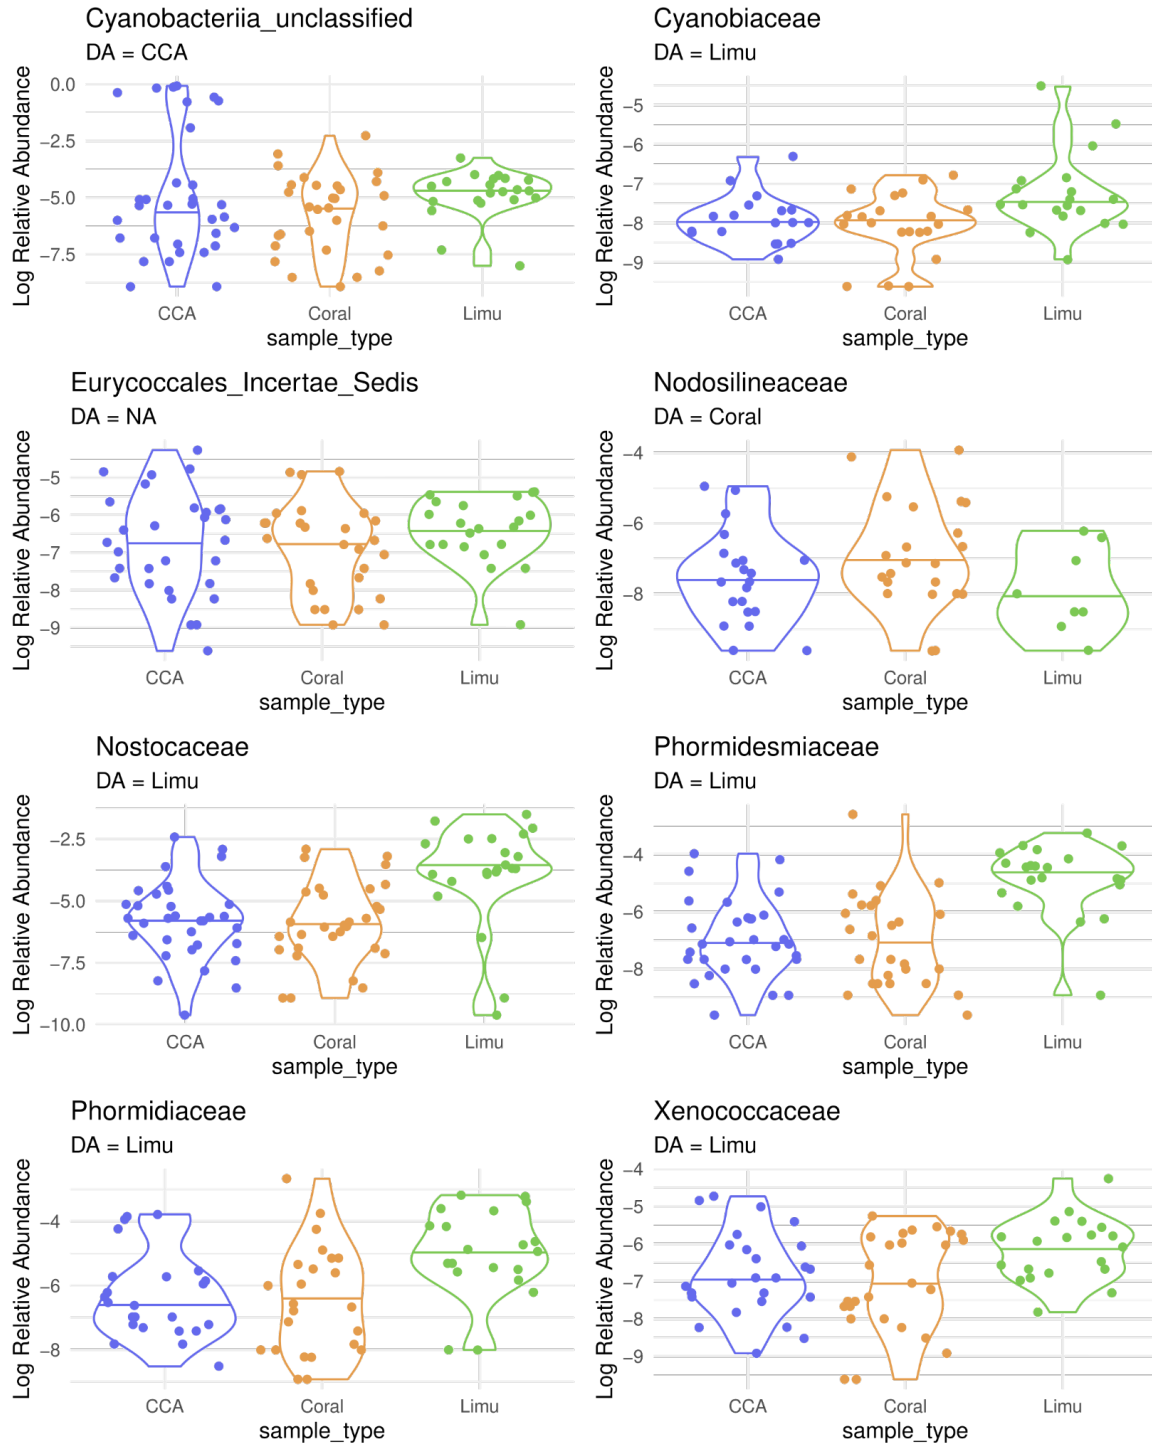 Cyanobacteriia_unclassified
DA = CCA
Log Relative Abundance
0.0
−2.5
−5.0
−7.5
CCA
Coral
Limu
sample_type
Cyanobiaceae
DA = Limu
Log Relative Abundance
−5
−6
−7
−8
−9
CCA
Coral
Limu
sample_type
Eurycoccales_Incertae_Sedis
DA = NA
Log Relative Abundance
−5
−6
−7
−8
−9
CCA
Coral
Limu
sample_type
Nodosilineaceae
DA = Coral
Log Relative Abundance
−4
−6
−8
CCA
Coral
Limu
sample_type
Nostocaceae
DA = Limu
Log Relative Abundance
−2.5
−5.0
−7.5
−10.0
CCA
Coral
Limu
sample_type
Phormidesmiaceae
DA = Limu
Log Relative Abundance
−4
−6
−8
CCA
Coral
Limu
sample_type
Phormidiaceae
DA = Limu
Log Relative Abundance
−4
−6
−8
CCA
Coral
Limu
sample_type
Xenococcaceae
DA = Limu
Log Relative Abundance
−4
−5
−6
−7
−8
−9
CCA
Coral
Limu
sample_type